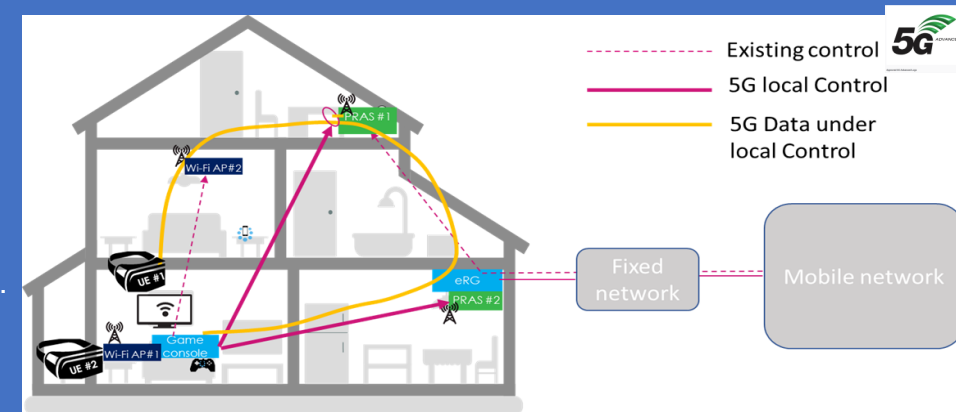 5G
ADVANCED
Existing control
5G local Control
5G Data under
local Control
PRAS #1
Wi-Fi AP#2
UE #1
eRG
PRAS #2
Fixed
network
Mobile network
Game
console
Wi-Fi AP#1
UE #2
.